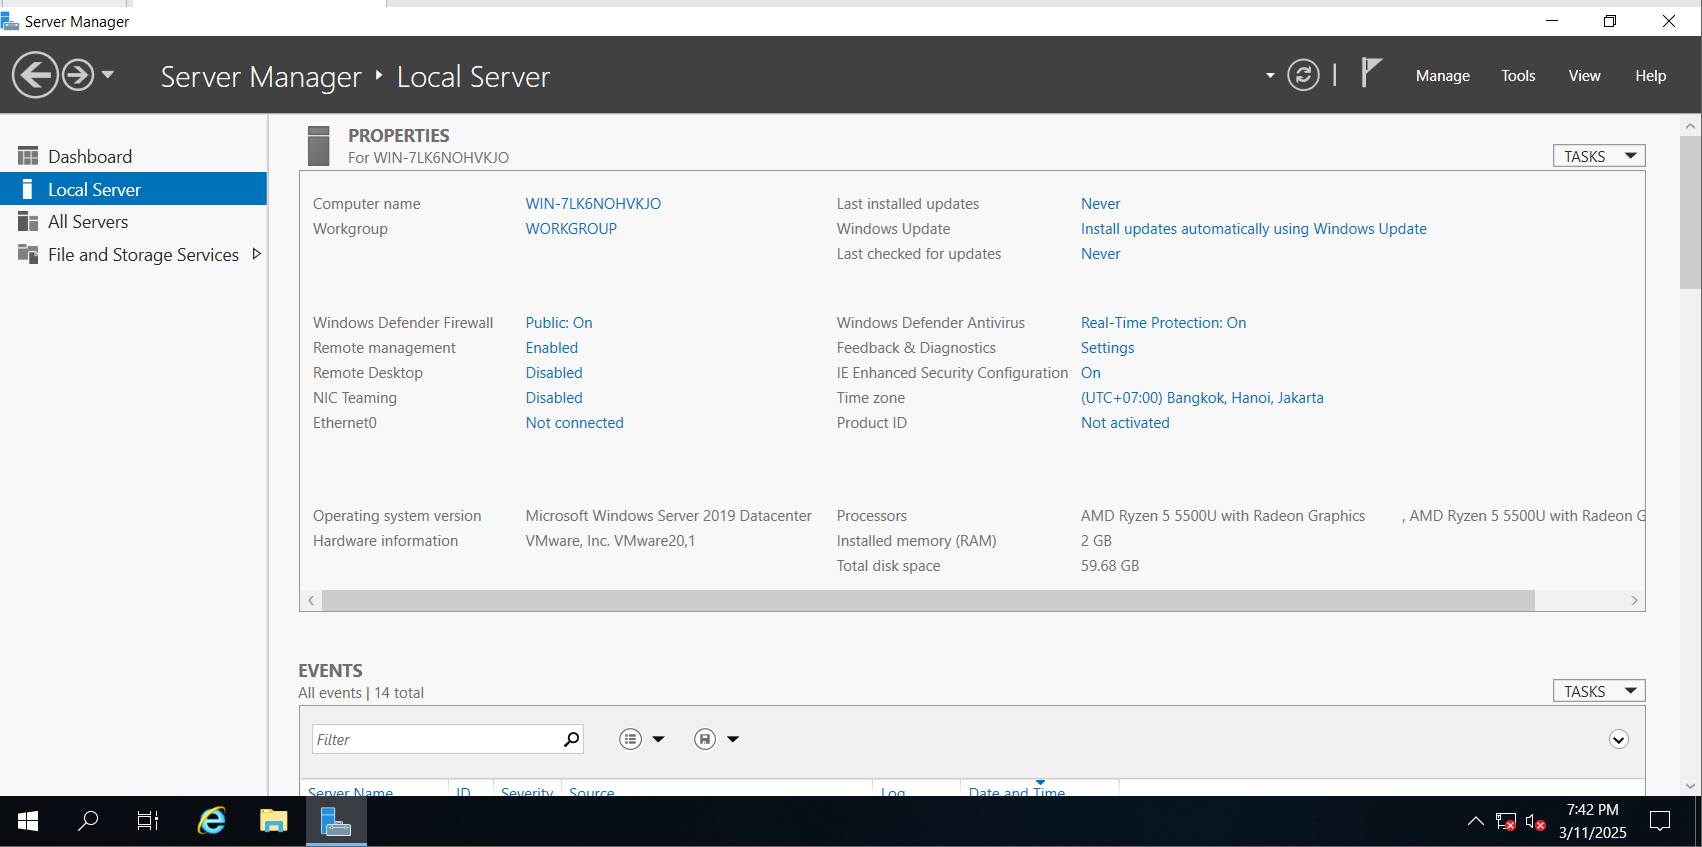 Server Manager
Server Manager ‣ Local Server
Manage Tools View Help
Dashboard
Local Server
All Servers
File and Storage Services
PROPERTIES
For WIN-7LK6NOHVKJO
TASKS
Computer name WIN-7LK6NOHVKJO Last installed updates Never
Workgroup WORKGROUP Windows Update Install updates automatically using Windows Update
Last checked for updates Never
Windows Defender Firewall Public: On Windows Defender Antivirus Real-Time Protection: On
Remote management Enabled Feedback & Diagnostics Settings
Remote Desktop Disabled IE Enhanced Security Configuration On
NIC Teaming Disabled Time zone (UTC+07:00) Bangkok, Hanoi, Jakarta
Ethernet0 Not connected Product ID Not activated
Operating system version Microsoft Windows Server 2019 Datacenter Processors AMD Ryzen 5 5500U with Radeon Graphics , AMD Ryzen 5 5500U with Radeon G
Hardware information VMware, Inc. VMware20,1 Installed memory (RAM) 2 GB
Total disk space 59.68 GB
EVENTS
All events | 14 total
TASKS
Filter
Server Name ID Severity Source Log Date and Time
7:42 PM
3/11/2025